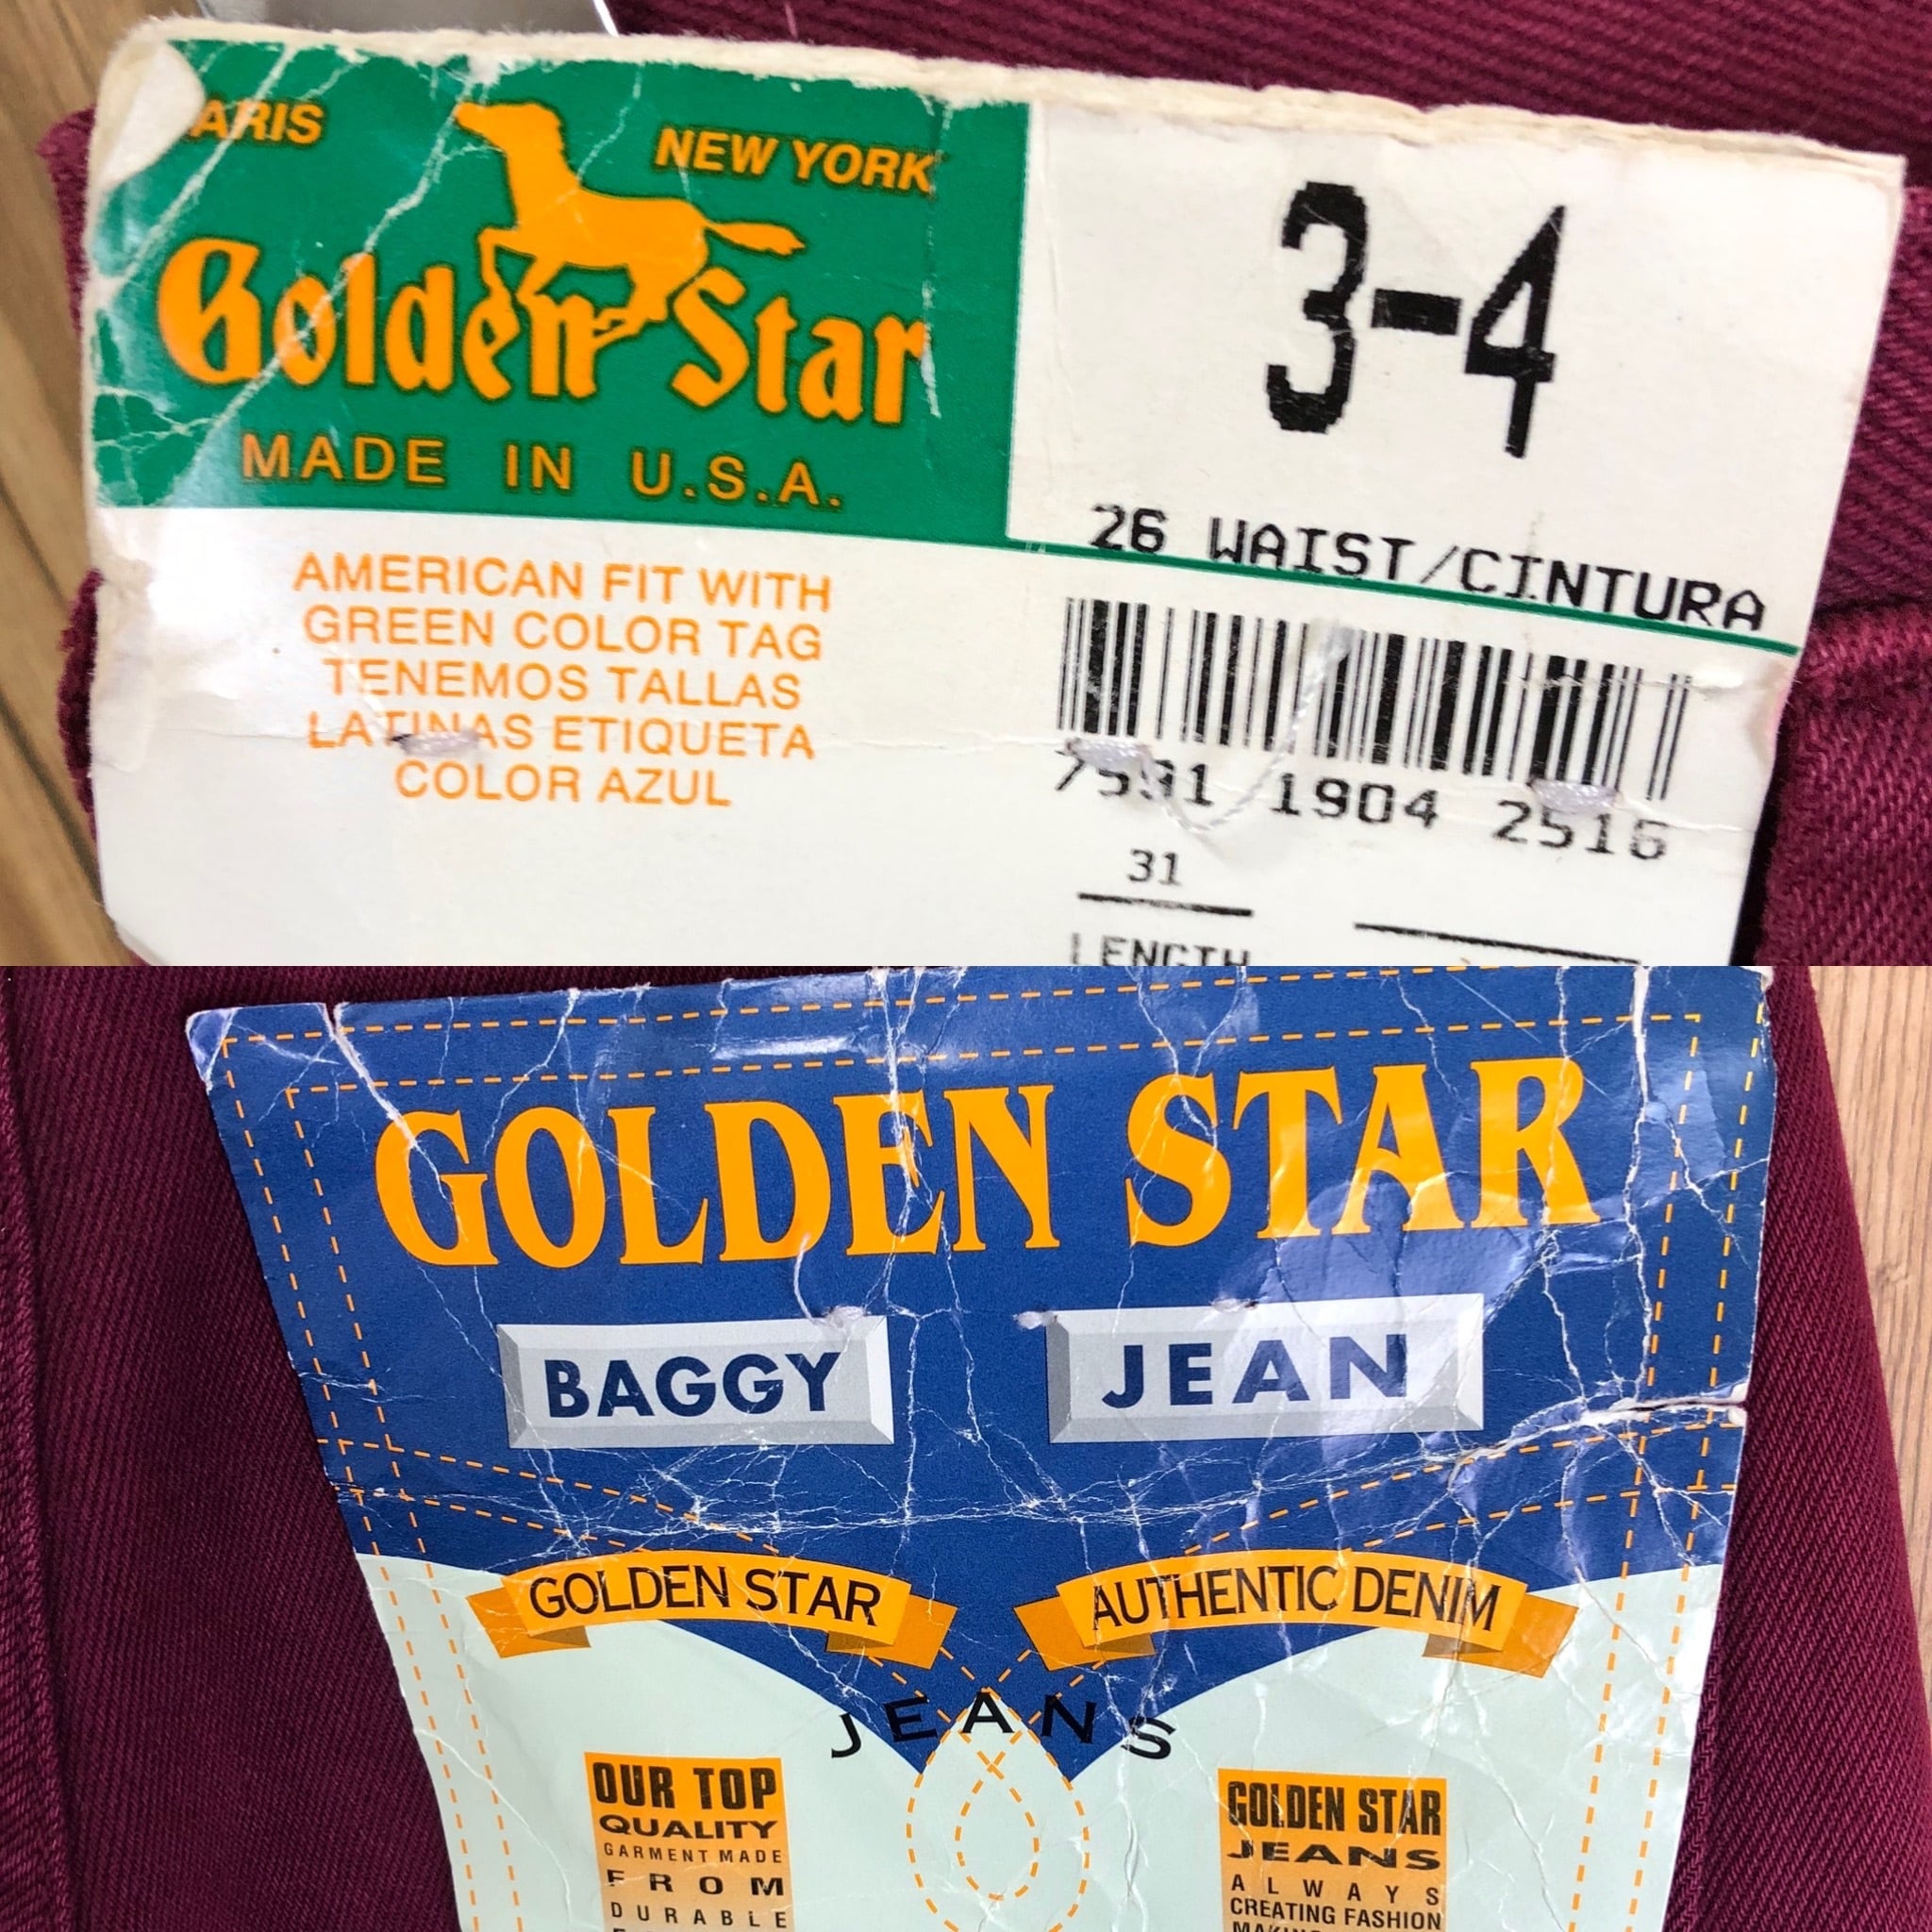 ARIS
NEW YORK
Golden Star
MADE IN U.S.A.
AMERICAN FIT WITH
GREEN COLOR TAG
TENEMOS TALLAS
LATINAS ETIQUETA
COLOR AZUL
3-4
26 WAIST/CINTURA
7591 1904 2516
31
LENGTH
GOLDEN STAR
BAGGY JEAN
GOLDEN STAR
AUTHENTIC DENIM
JEANS
OUR TOP
QUALITY
GARMENT MADE
FROM
DURABLE
GOLDEN STAR
JEANS
ALWAYS
CREATING FASHION